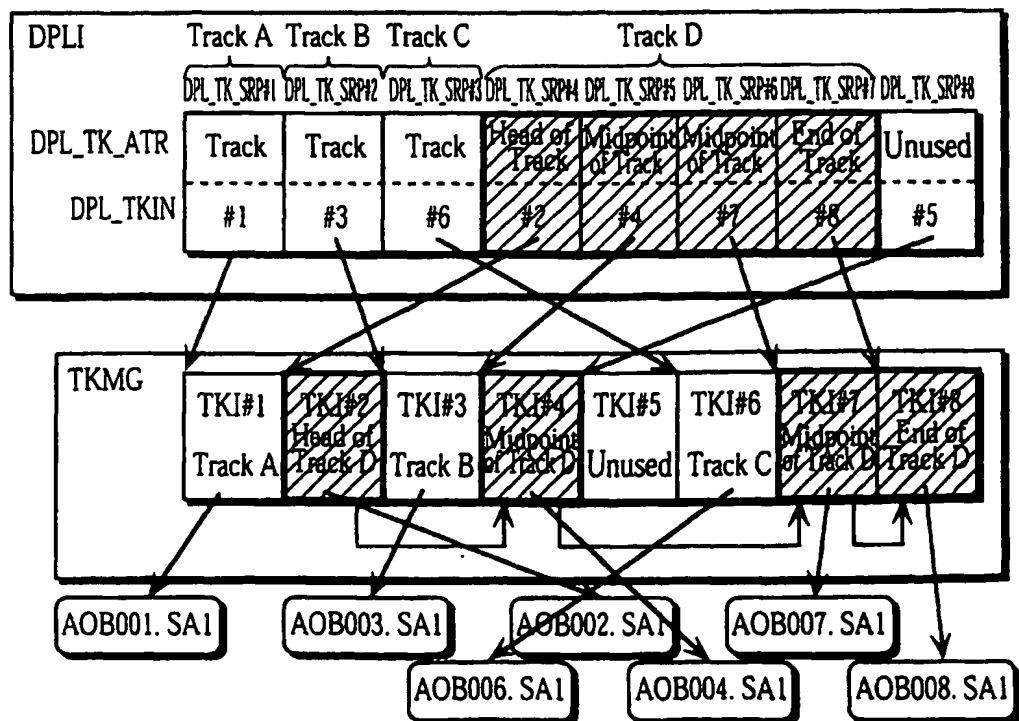 DPLI
Track A Track B Track C Track D
DPL_TK_SRP#1 DPL_TK_SRP#2 DPL_TK_SRP#3 DPL_TK_SRP#4 DPL_TK_SRP#5 DPL_TK_SRP#6 DPL_TK_SRP#7 DPL_TK_SRP#8
DPL_TK_ATR
Track
Track
Track
Head of
Track
Midpoint
of Track
Midpoint
of Track
End of
Track
Unused
DPL_TKIN
#1 #3 #6 #2 #4 #7 #8 #5
TKMG
TKI#1
Track A
TKI#2
Head of
Track D
TKI#3
Track B
TKI#4
Midpoint
of Track D
TKI#5
Unused
TKI#6
Track C
TKI#7
Midpoint
of Track D
TKI#8
End of
Track D
AOB001. SA1 AOB003. SA1 AOB002. SA1 AOB007. SA1
AOB006. SA1 AOB004. SA1 AOB008. SA1